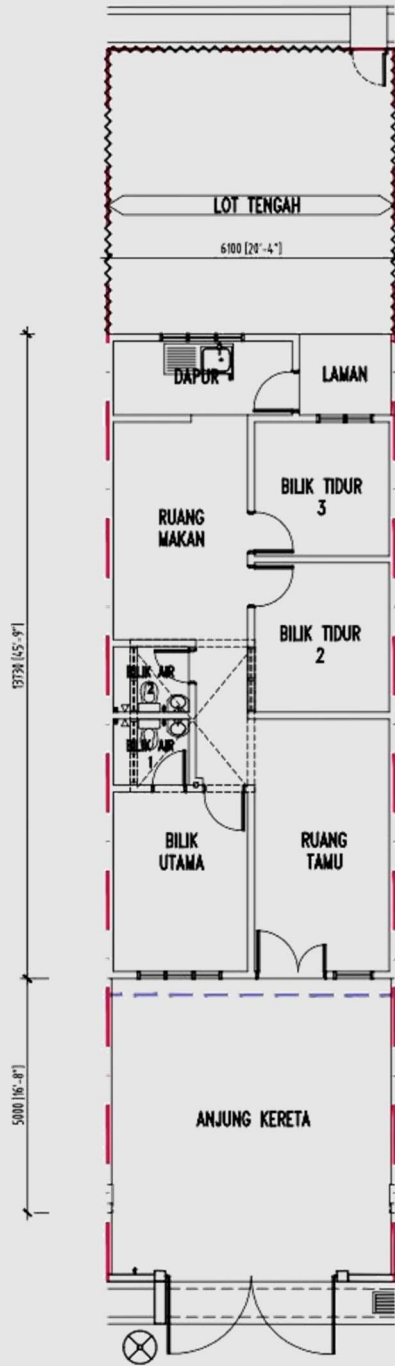 LOT TENGAH
6100 [20'-4"]
DAPUR
LAMAN
BILIK TIDUR
3
RUANG
MAKAN
BILIK TIDUR
2
13730 [45'-9"]
BILIK AIR
2
BILIK AIR
1
BILIK
UTAMA
RUANG
TAMU
5000 [16'-8"]
ANJUNG KERETA